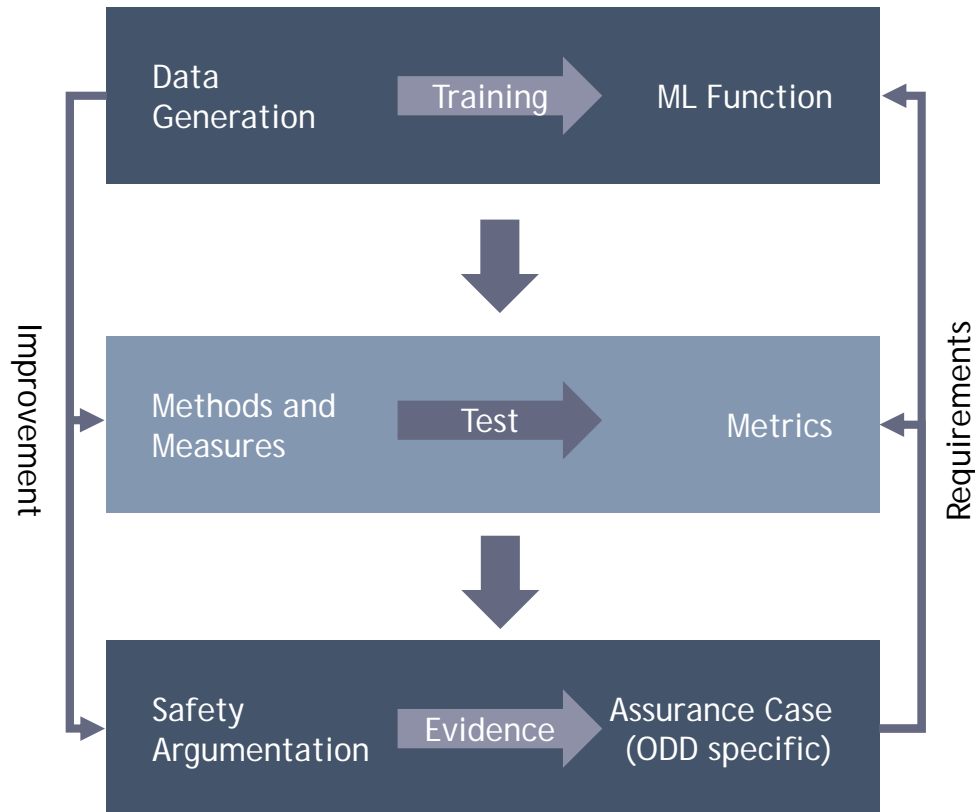 Data
Generation
Training
ML Function
Improvement
Requirements
Methods and
Measures
Test
Metrics
Safety
Argumentation
Evidence
Assurance Case
(ODD specific)